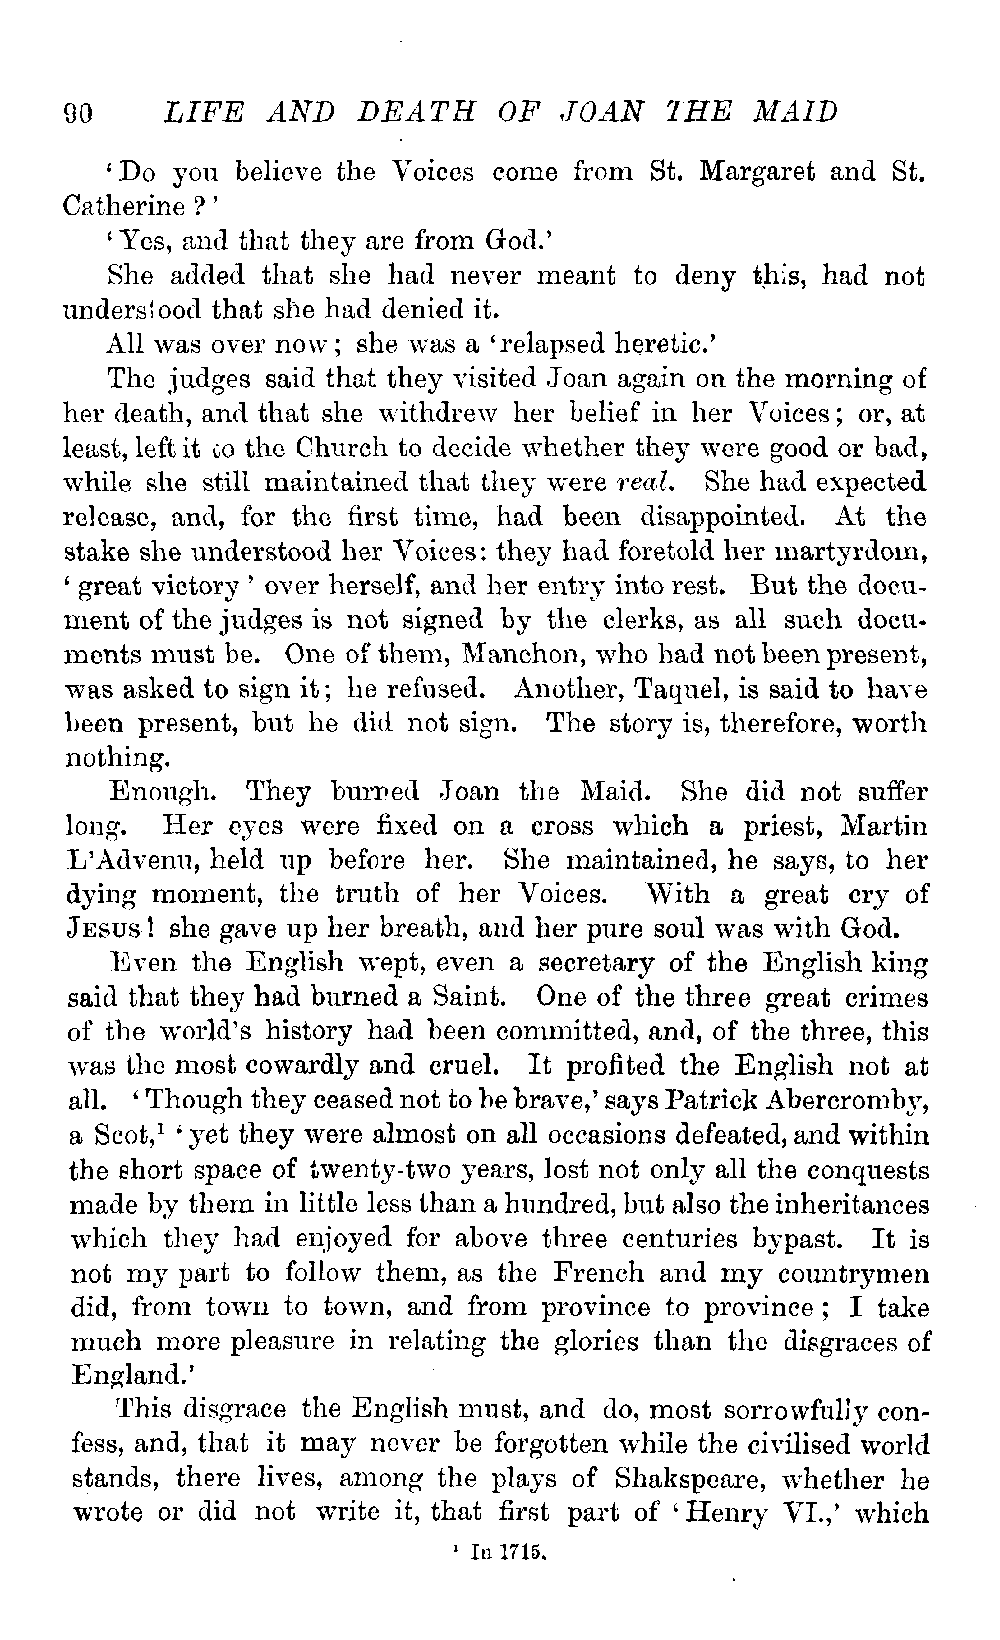 90 LIFE AND DEATH OF JOAN THE MAID
‘Do you believe the Voices come from St. Margaret and St.
Catherine ?’
‘Yes, and that they are from God.’
She added that she had never meant to deny this, had not
understood that she had denied it.
All was over now; she was a ‘relapsed heretic.’
The judges said that they visited Joan again on the morning of
her death, and that she withdrew her belief in her Voices; or, at
least, left it to the Church to decide whether they were good or bad,
while she still maintained that they were real. She had expected
release, and, for the first time, had been disappointed. At the
stake she understood her Voices: they had foretold her martyrdom,
‘great victory’ over herself, and her entry into rest. But the docu-
ment of the judges is not signed by the clerks, as all such docu-
ments must be. One of them, Manchon, who had not been present,
was asked to sign it; he refused. Another, Taquel, is said to have
been present, but he did not sign. The story is, therefore, worth
nothing.
Enough. They burned Joan the Maid. She did not suffer
long. Her eyes were fixed on a cross which a priest, Martin
L’Advenu, held up before her. She maintained, he says, to her
dying moment, the truth of her Voices. With a great cry of
JESUS! she gave up her breath, and her pure soul was with God.
Even the English wept, even a secretary of the English king
said that they had burned a Saint. One of the three great crimes
of the world’s history had been committed, and, of the three, this
was the most cowardly and cruel. It profited the English not at
all. ‘Though they ceased not to be brave,’ says Patrick Abercromby,
a Scot,¹ ‘yet they were almost on all occasions defeated, and within
the short space of twenty-two years, lost not only all the conquests
made by them in little less than a hundred, but also the inheritances
which they had enjoyed for above three centuries bypast. It is
not my part to follow them, as the French and my countrymen
did, from town to town, and from province to province; I take
much more pleasure in relating the glories than the disgraces of
England.’
This disgrace the English must, and do, most sorrowfully con-
fess, and, that it may never be forgotten while the civilised world
stands, there lives, among the plays of Shakspeare, whether he
wrote or did not write it, that first part of ‘Henry VI.,’ which
¹ In 1715.